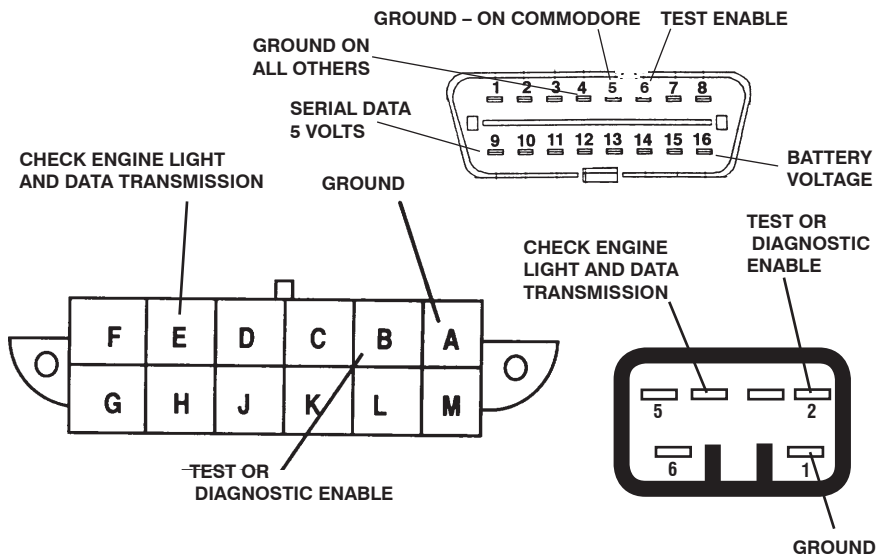 GROUND – ON COMMODORE
TEST ENABLE
GROUND ON
ALL OTHERS
1 2 3 4 5 6 7 8
SERIAL DATA
5 VOLTS
9 10 11 12 13 14 15 16
BATTERY
VOLTAGE
CHECK ENGINE LIGHT
AND DATA TRANSMISSION
GROUND
F E D C B A
G H J K L M
TEST OR
DIAGNOSTIC ENABLE
CHECK ENGINE
LIGHT AND DATA
TRANSMISSION
TEST OR
DIAGNOSTIC
ENABLE
5 2
6 1
GROUND